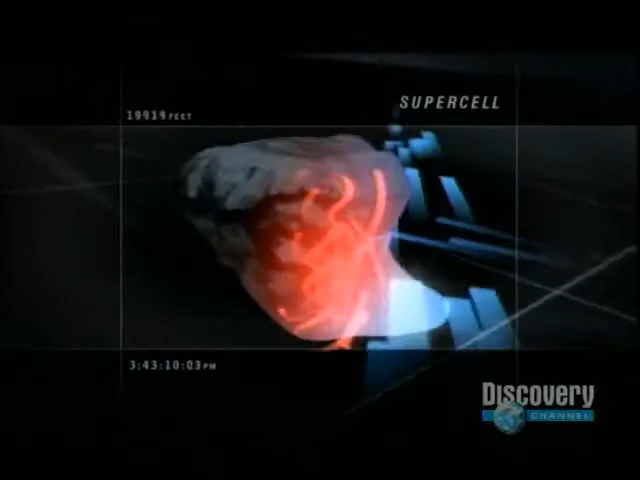 SUPERCELL
19919 FEET
3:43:10:03 PM
Discovery
CHANNEL